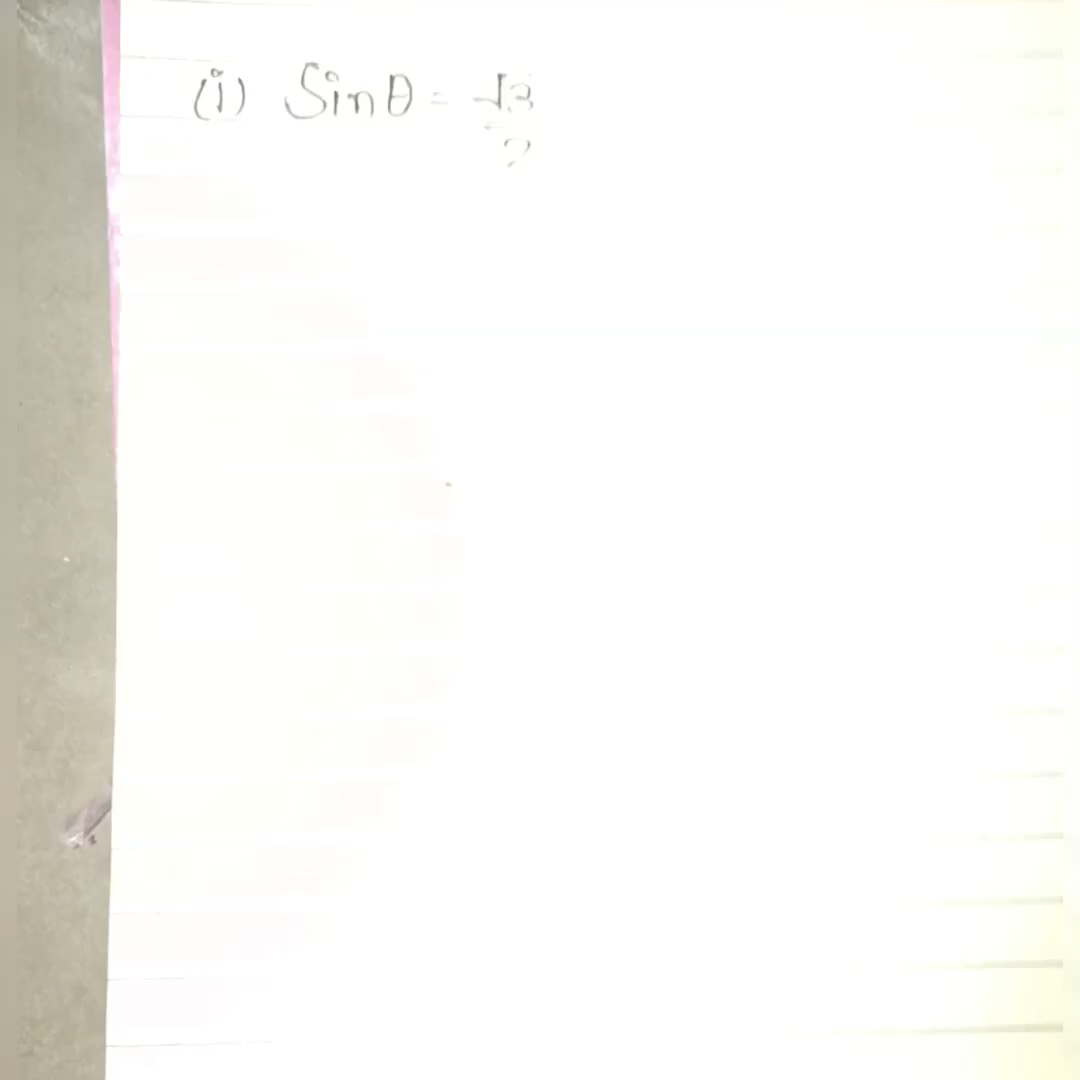 (i) Sinθ = √3/2